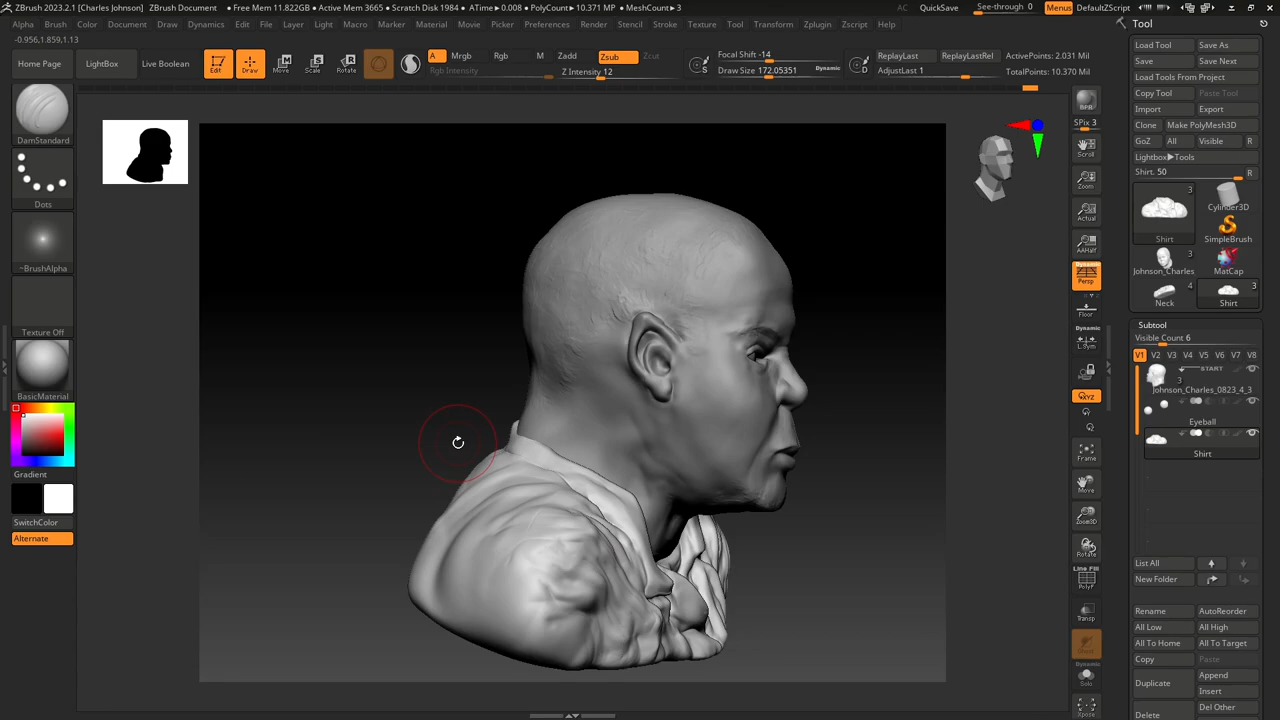 ZBrush 2023.2.1 [Charles Johnson] ZBrush Document ● Free Mem 11.822GB ● Active Mem 3665 ● Scratch Disk 1984 ● ATime►0.008 ● PolyCount►10.371 MP ● MeshCount►3 AC QuickSave See-through 0 Menus DefaultZScript
Alpha Brush Color Document Draw Dynamics Edit File Layer Light Macro Marker Material Movie Picker Preferences Render Stencil Stroke Texture Tool Transform Zplugin Zscript Help
-0.956,1.859,1.13
Home Page LightBox Live Boolean Edit Draw Move Scale Rotate
A Mrgb Rgb M Zadd Zsub Zcut
Rgb Intensity Z Intensity 12
Focal Shift -14
Draw Size 172.05351 Dynamic
ReplayLast ReplayLastRel
AdjustLast 1
ActivePoints: 2.031 Mil
TotalPoints: 10.370 Mil
DamStandard
Dots
~BrushAlpha
Texture Off
BasicMaterial
Gradient
SwitchColor
Alternate
BPR
SPix 3
Scroll
Zoom
Actual
AAHalf
Dynamic
Persp
Floor
Dynamic
L.Sym
XYZ
Frame
Move
Zoom3D
Rotate
Line Fill
PolyF
Transp
Ghost
Dynamic
Solo
Xpose
Tool
Load Tool Save As
Save Save Next
Load Tools From Project
Copy Tool Paste Tool
Import Export
Clone Make PolyMesh3D
GoZ All Visible R
Lightbox►Tools
Shirt. 50 R
3
Shirt
Cylinder3D
SimpleBrush
3
Johnson_Charles
MatCap
4
Neck
3
Shirt
Subtool
Visible Count 6
V1 V2 V3 V4 V5 V6 V7 V8
START
3
Johnson_Charles_0823_4_3
Eyeball
Shirt
List All
New Folder
Rename AutoReorder
All Low All High
All To Home All To Target
Copy Paste
Duplicate Append
Insert
Delete Del Other